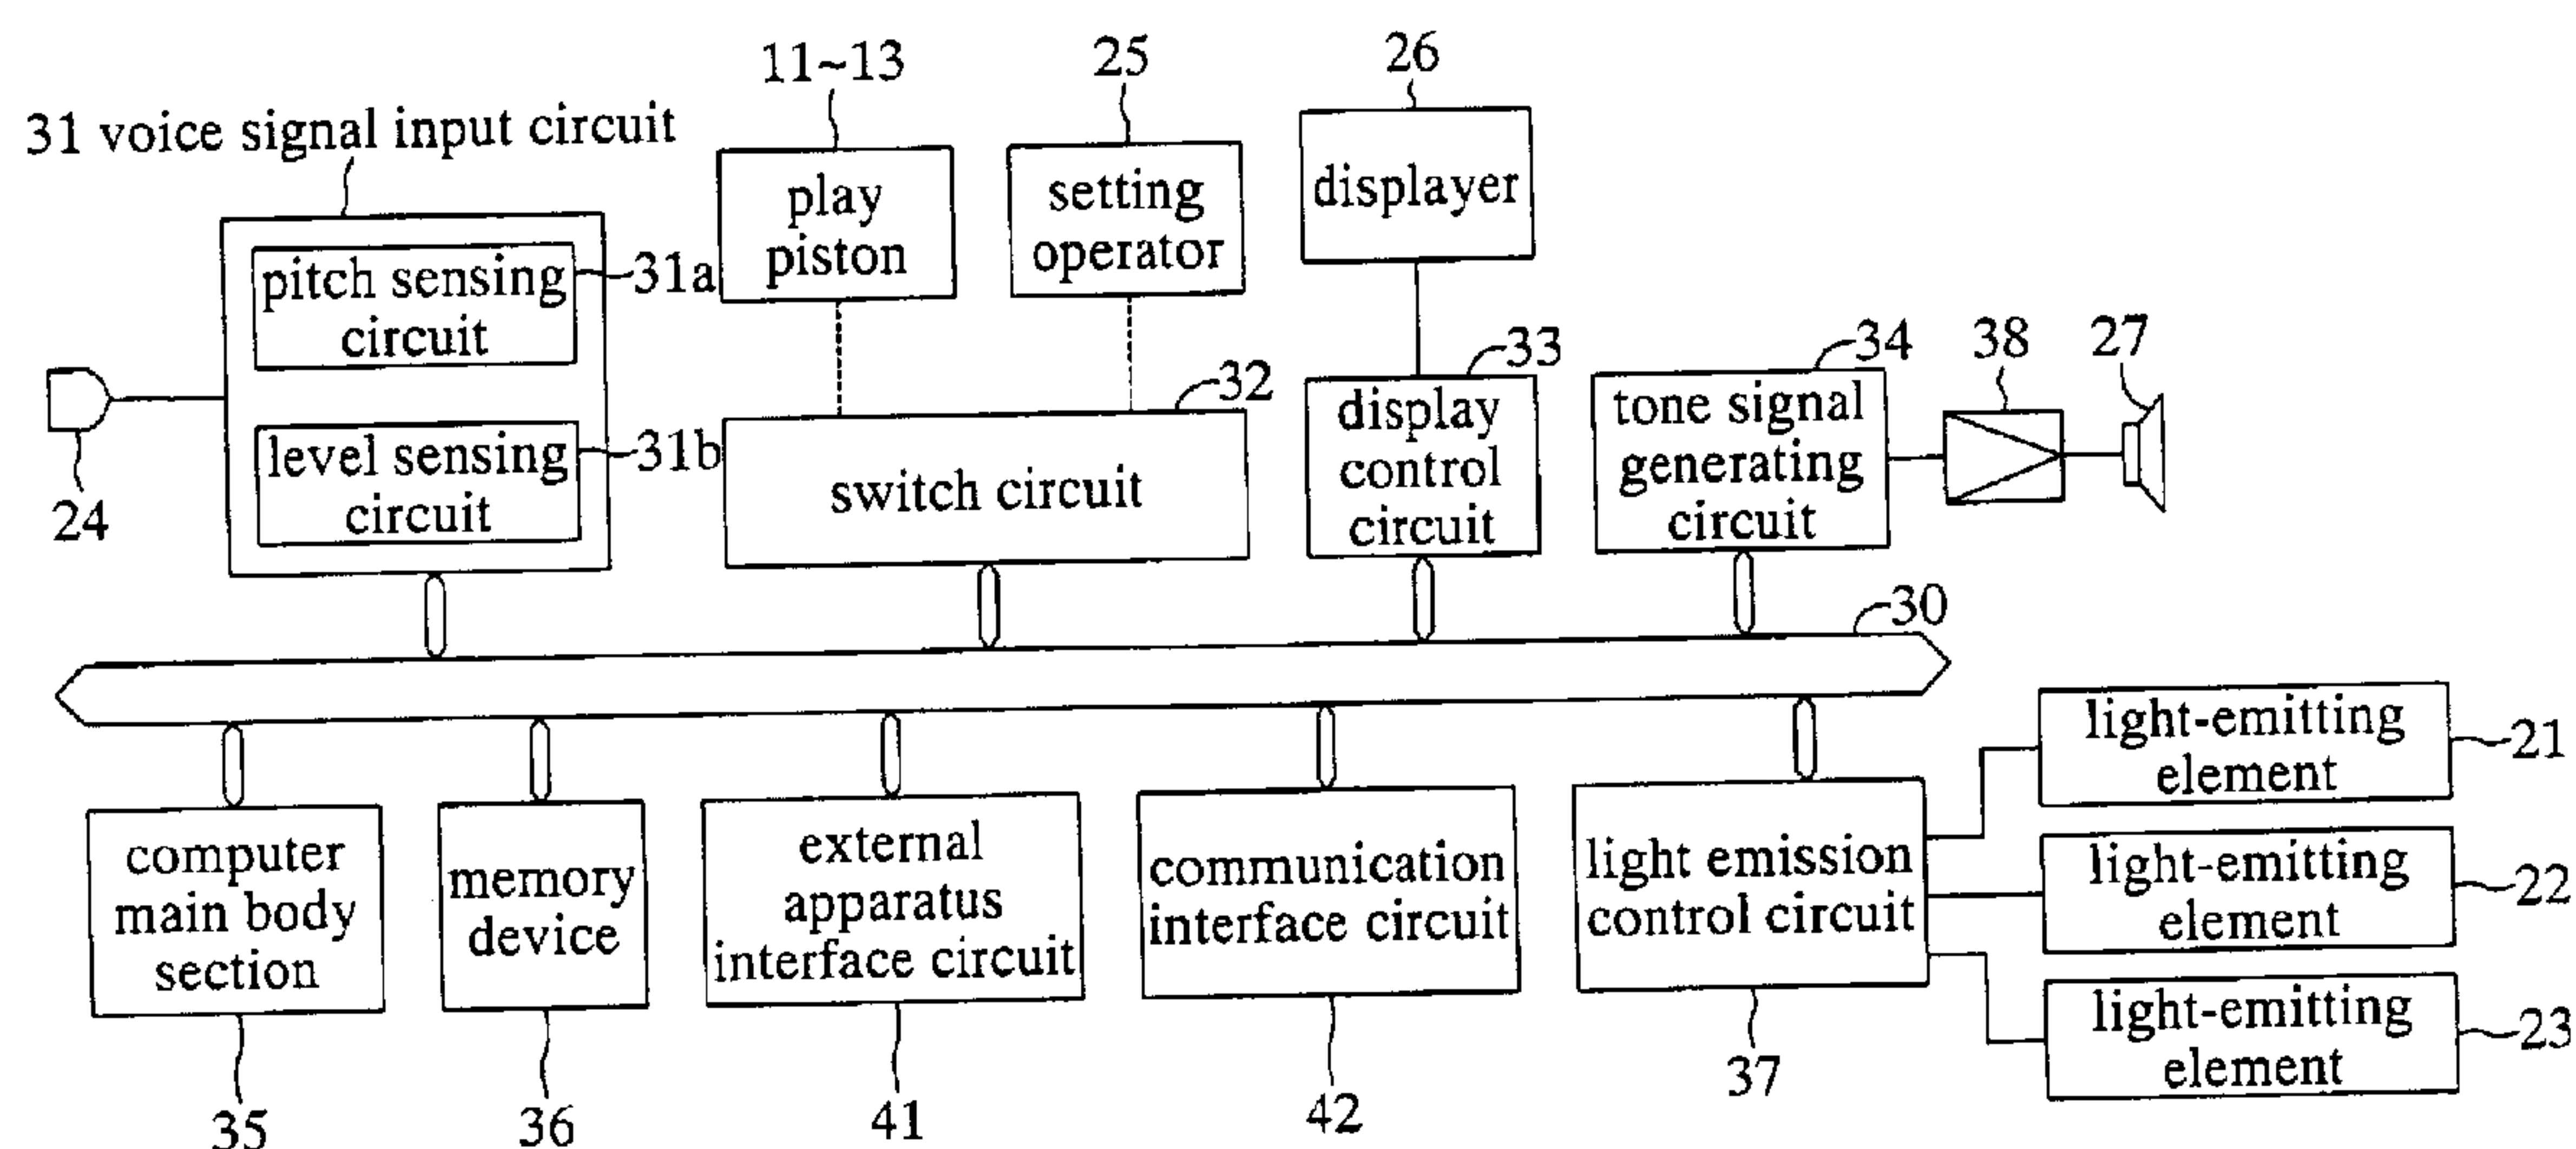 11~13
25
26
31 voice signal input circuit
play
piston
setting
operator
displayer
pitch sensing
circuit
31a
level sensing
circuit
31b
24
32
switch circuit
33
display
control
circuit
34
tone signal
generating
circuit
38
27
30
computer
main body
section
35
memory
device
36
external
apparatus
interface circuit
41
communication
interface circuit
42
light emission
control circuit
37
light-emitting
element
21
light-emitting
element
22
light-emitting
element
23